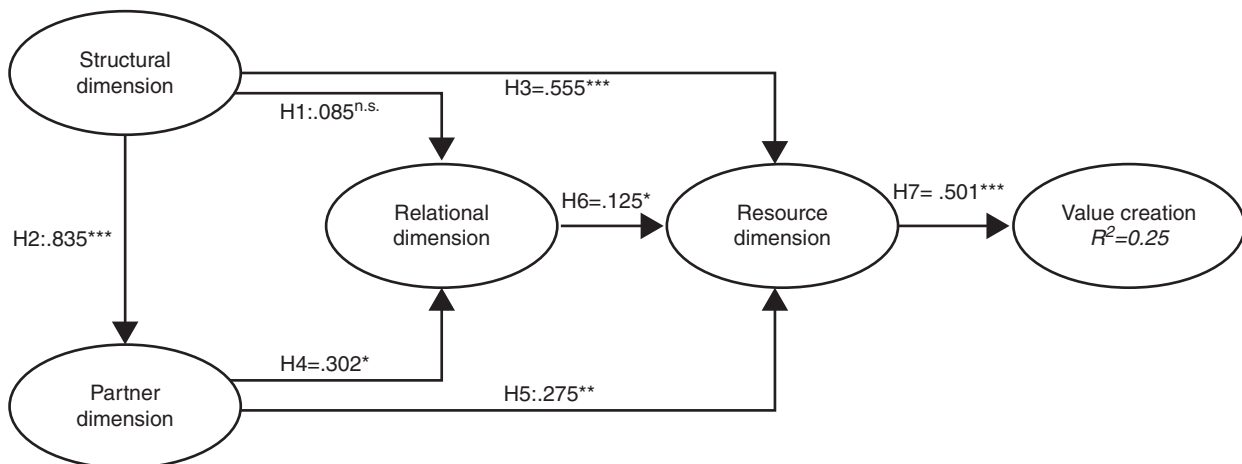 Structural
dimension
H3=.555***
H1:.085n.s.
H2:.835***
Relational
dimension
H6=.125*
Resource
dimension
H7= .501***
Value creation
R2=0.25
H4=.302*
Partner
dimension
H5:.275**